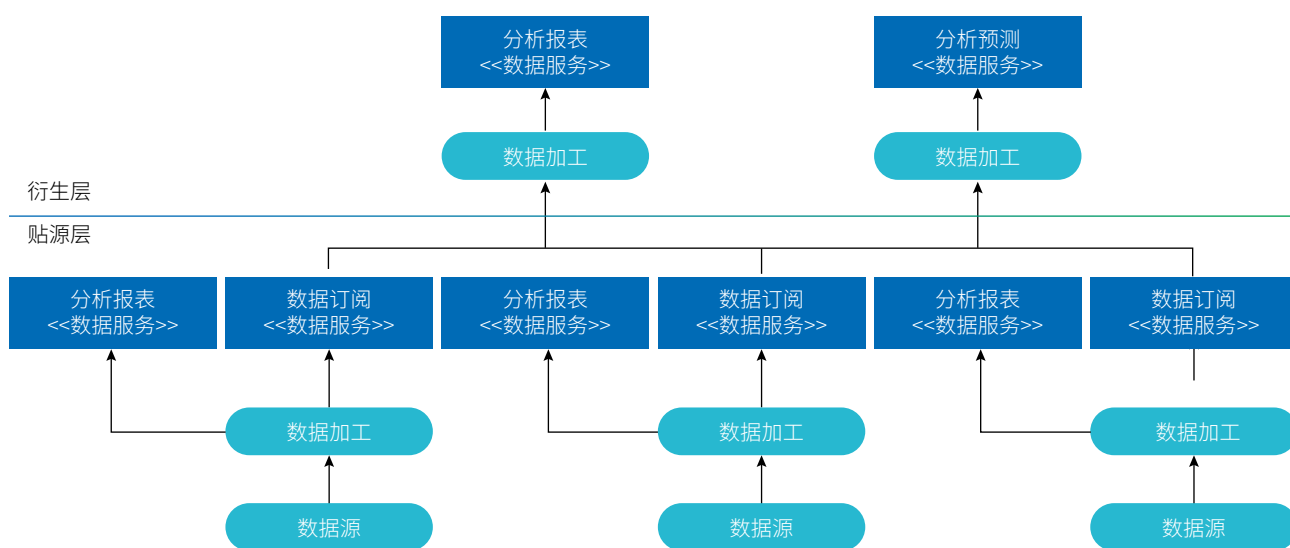 分析报表
<<数据服务>>
分析预测
<<数据服务>>
数据加工
数据加工
衍生层
贴源层
分析报表
<<数据服务>>
数据订阅
<<数据服务>>
分析报表
<<数据服务>>
数据订阅
<<数据服务>>
分析报表
<<数据服务>>
数据订阅
<<数据服务>>
数据加工
数据加工
数据加工
数据源
数据源
数据源